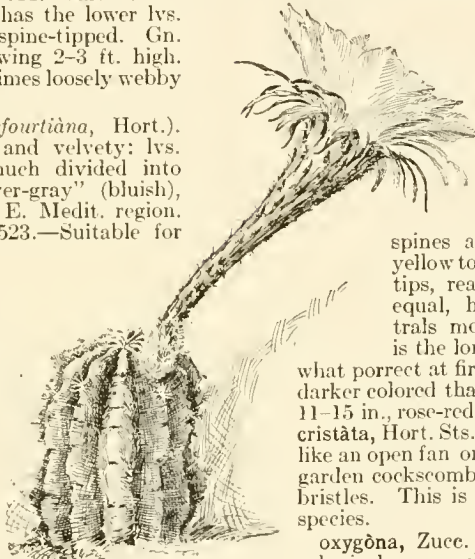 has the lower lvs.
spine-tipped. Gn.
wing 2–3 ft. high.
imes loosely webby
fourtiàna, Hort.).
and velvety: lvs.
nuch divided into
er-gray" (bluish),
E. Medit. region.
523.—Suitable for
spines a
yellow to
tips, rea
equal, h
trals mo
is the lon
what porrect at fir
darker colored tha
11–15 in., rose-red
cristàta, Hort. Sts.
like an open fan or
garden cockscomb
bristles. This is
species.
oxygòna, Zucc.